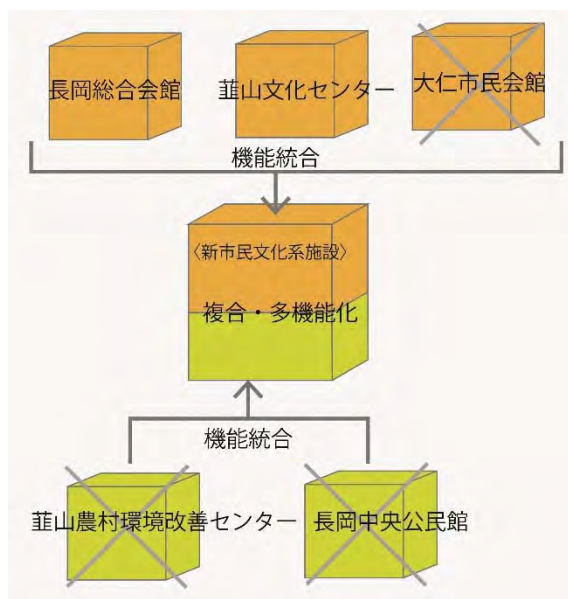 長岡総合会館
韮山文化センター
大仁市民会館
機能統合
〈新市民文化系施設〉
複合・多機能化
機能統合
韮山農村環境改善センター
長岡中央公民館